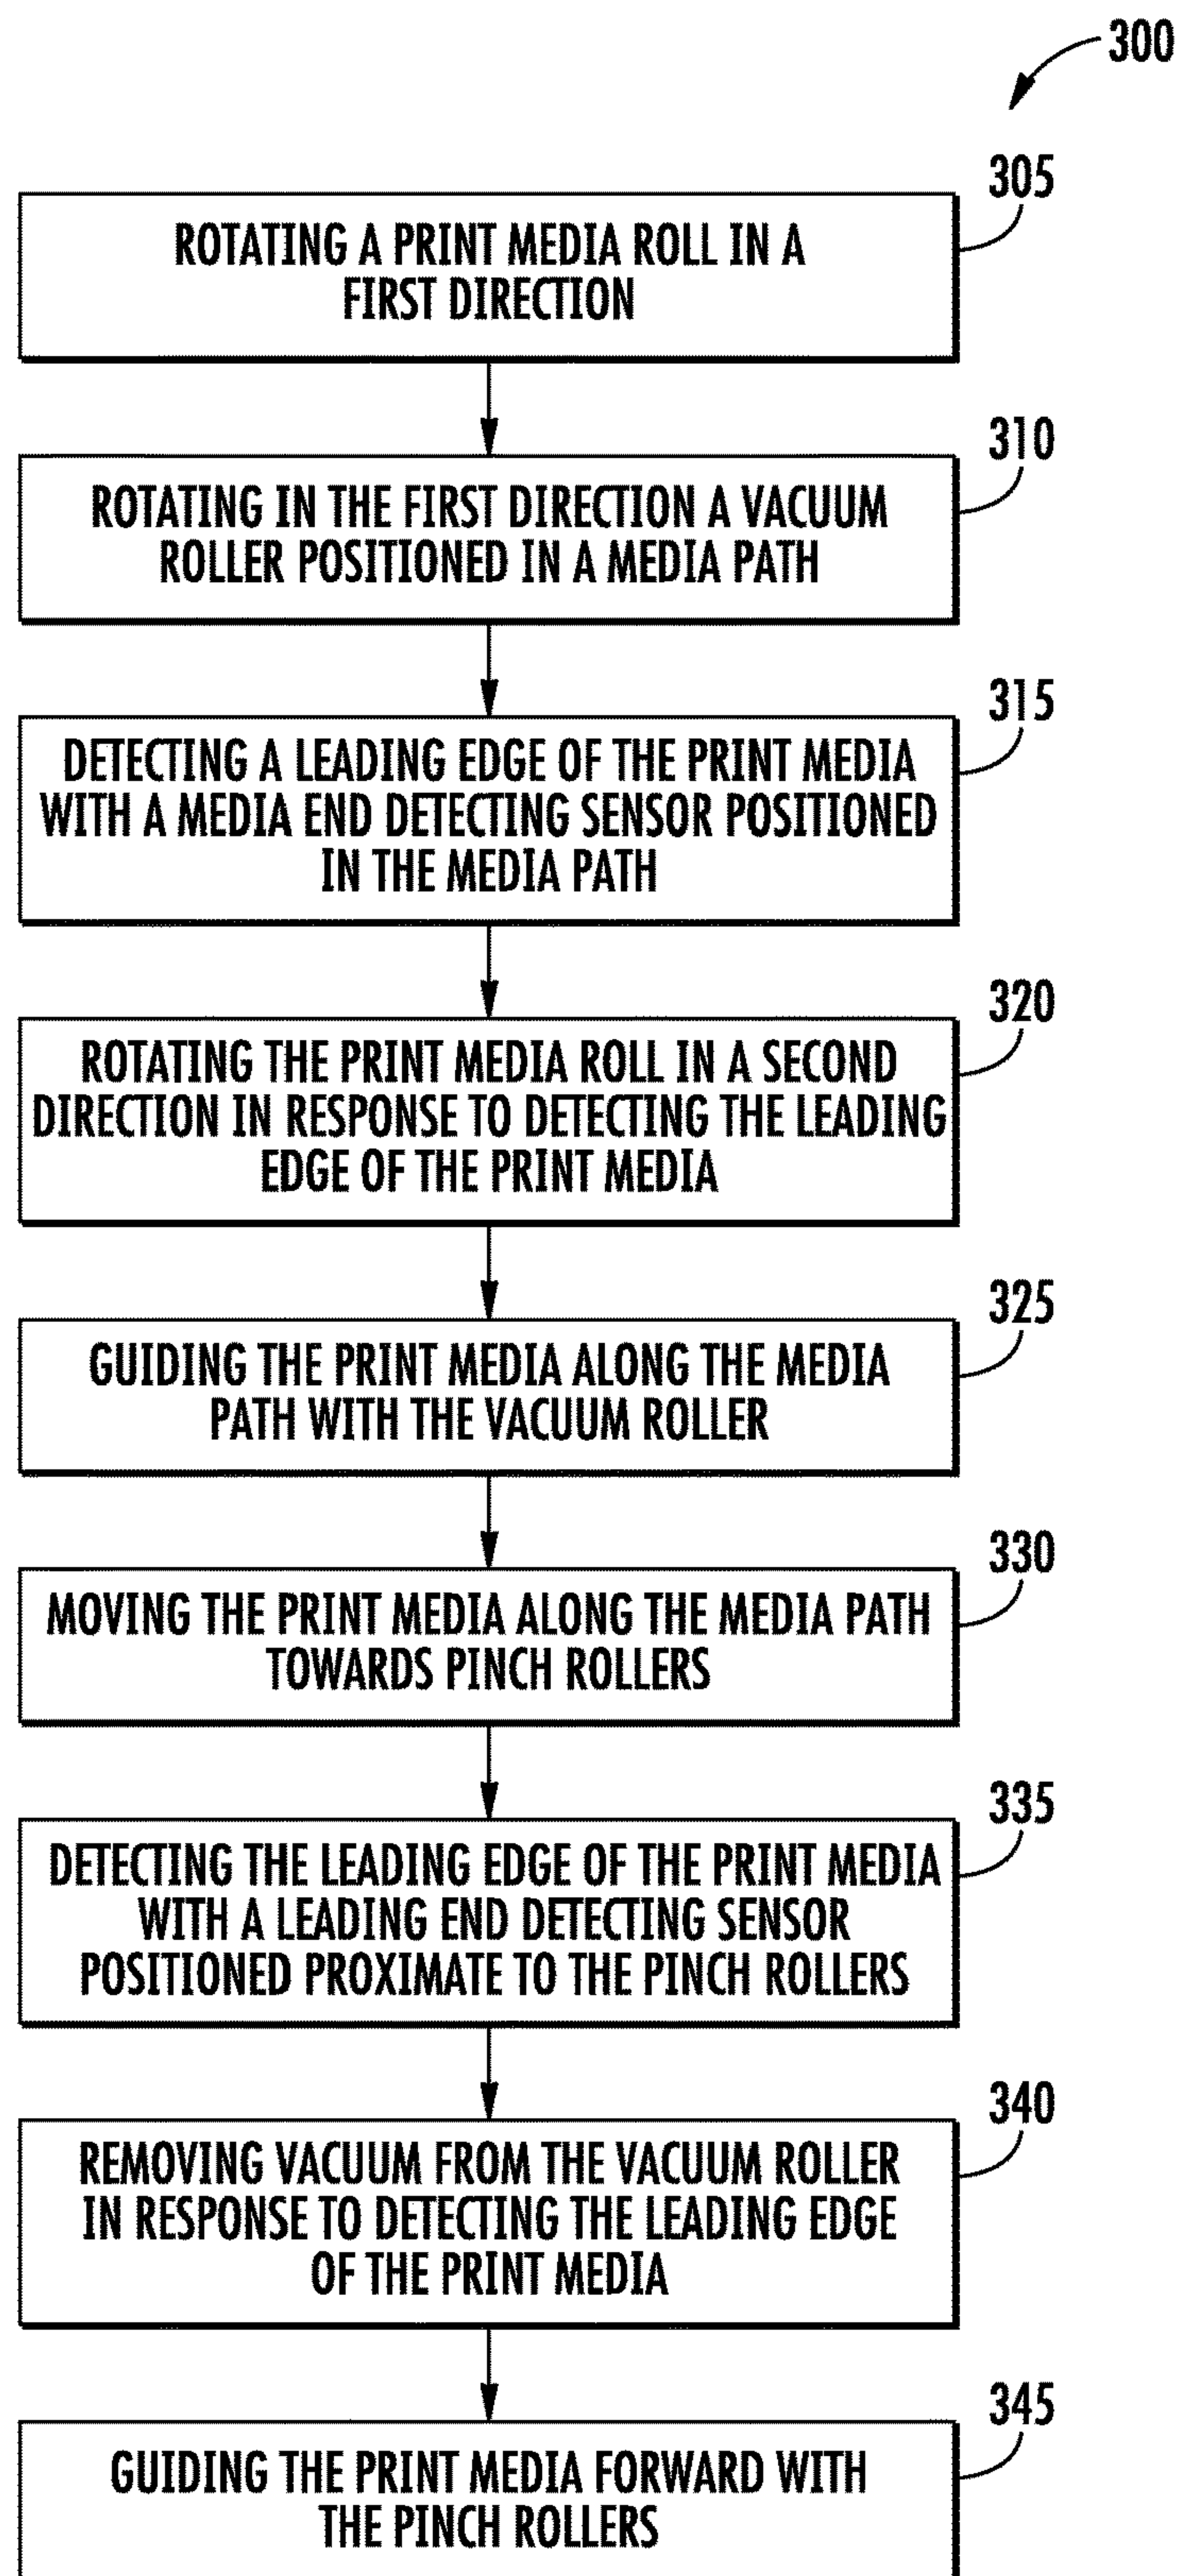 300
305
ROTATING A PRINT MEDIA ROLL IN A
FIRST DIRECTION
310
ROTATING IN THE FIRST DIRECTION A VACUUM
ROLLER POSITIONED IN A MEDIA PATH
315
DETECTING A LEADING EDGE OF THE PRINT MEDIA
WITH A MEDIA END DETECTING SENSOR POSITIONED
IN THE MEDIA PATH
320
ROTATING THE PRINT MEDIA ROLL IN A SECOND
DIRECTION IN RESPONSE TO DETECTING THE LEADING
EDGE OF THE PRINT MEDIA
325
GUIDING THE PRINT MEDIA ALONG THE MEDIA
PATH WITH THE VACUUM ROLLER
330
MOVING THE PRINT MEDIA ALONG THE MEDIA PATH
TOWARDS PINCH ROLLERS
335
DETECTING THE LEADING EDGE OF THE PRINT MEDIA
WITH A LEADING END DETECTING SENSOR
POSITIONED PROXIMATE TO THE PINCH ROLLERS
340
REMOVING VACUUM FROM THE VACUUM ROLLER
IN RESPONSE TO DETECTING THE LEADING EDGE
OF THE PRINT MEDIA
345
GUIDING THE PRINT MEDIA FORWARD WITH
THE PINCH ROLLERS